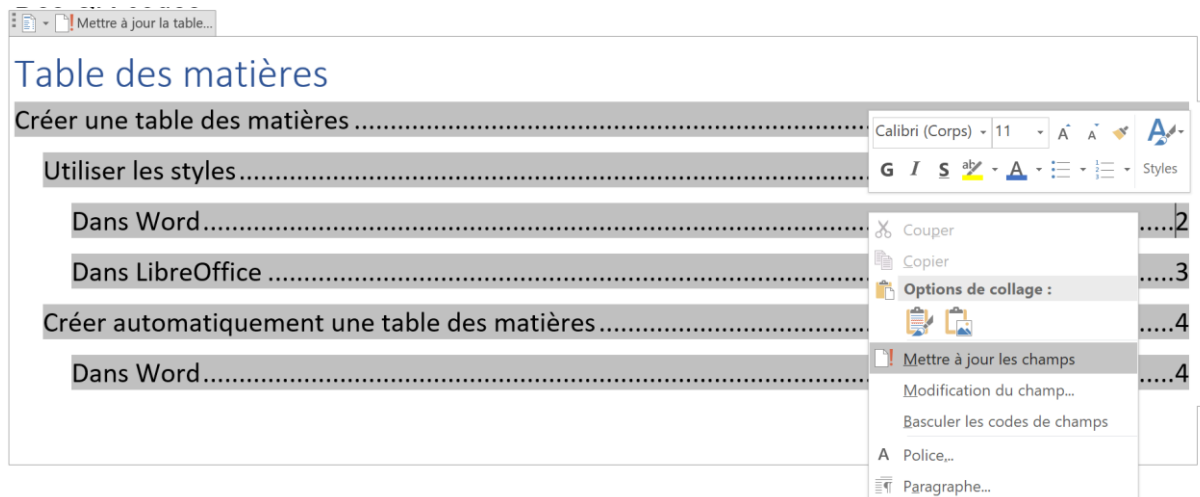 Mettre à jour la table...
Table des matières
Créer une table des matières ........................................................
Utiliser les styles ........................................................
Dans Word ........................................................ 2
Dans LibreOffice ........................................................ 3
Créer automatiquement une table des matières ........................................................ 4
Dans Word ........................................................ 4
Calibri (Corps) 11 A A A
G I S ab A Styles
Couper
Copier
Options de collage :
Mettre à jour les champs
Modification du champ...
Basculer les codes de champs
A Police...
Paragraphe...